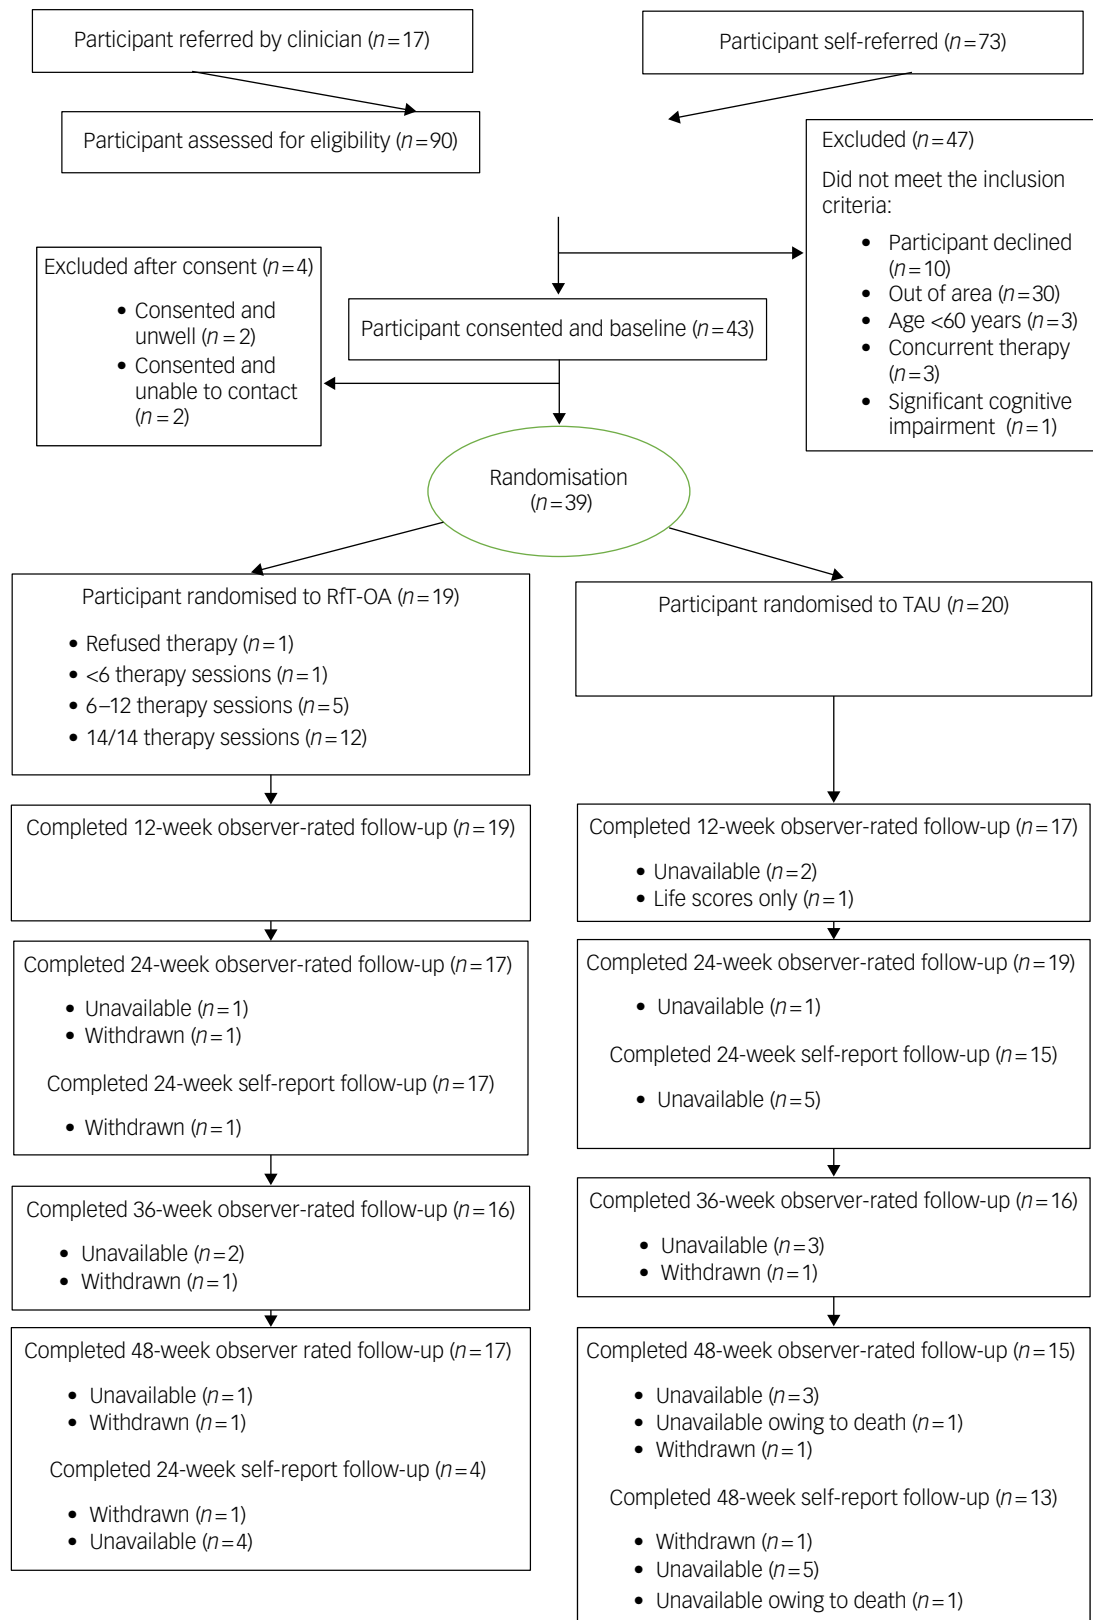 Participant referred by clinician (n=17)
Participant self-referred (n=73)
Participant assessed for eligibility (n=90)
Excluded (n=47)
Did not meet the inclusion
criteria:
• Participant declined
(n=10)
• Out of area (n=30)
• Age <60 years (n=3)
• Concurrent therapy
(n=3)
• Significant cognitive
impairment (n=1)
Excluded after consent (n=4)
• Consented and
unwell (n=2)
• Consented and
unable to contact
(n=2)
Participant consented and baseline (n=43)
Randomisation
(n=39)
Participant randomised to RfT-OA (n=19)
• Refused therapy (n=1)
• <6 therapy sessions (n=1)
• 6–12 therapy sessions (n=5)
• 14/14 therapy sessions (n=12)
Participant randomised to TAU (n=20)
Completed 12-week observer-rated follow-up (n=19)
Completed 12-week observer-rated follow-up (n=17)
• Unavailable (n=2)
• Life scores only (n=1)
Completed 24-week observer-rated follow-up (n=17)
• Unavailable (n=1)
• Withdrawn (n=1)
Completed 24-week self-report follow-up (n=17)
• Withdrawn (n=1)
Completed 24-week observer-rated follow-up (n=19)
• Unavailable (n=1)
Completed 24-week self-report follow-up (n=15)
• Unavailable (n=5)
Completed 36-week observer-rated follow-up (n=16)
• Unavailable (n=2)
• Withdrawn (n=1)
Completed 36-week observer-rated follow-up (n=16)
• Unavailable (n=3)
• Withdrawn (n=1)
Completed 48-week observer rated follow-up (n=17)
• Unavailable (n=1)
• Withdrawn (n=1)
Completed 24-week self-report follow-up (n=4)
• Withdrawn (n=1)
• Unavailable (n=4)
Completed 48-week observer-rated follow-up (n=15)
• Unavailable (n=3)
• Unavailable owing to death (n=1)
• Withdrawn (n=1)
Completed 48-week self-report follow-up (n=13)
• Withdrawn (n=1)
• Unavailable (n=5)
• Unavailable owing to death (n=1)